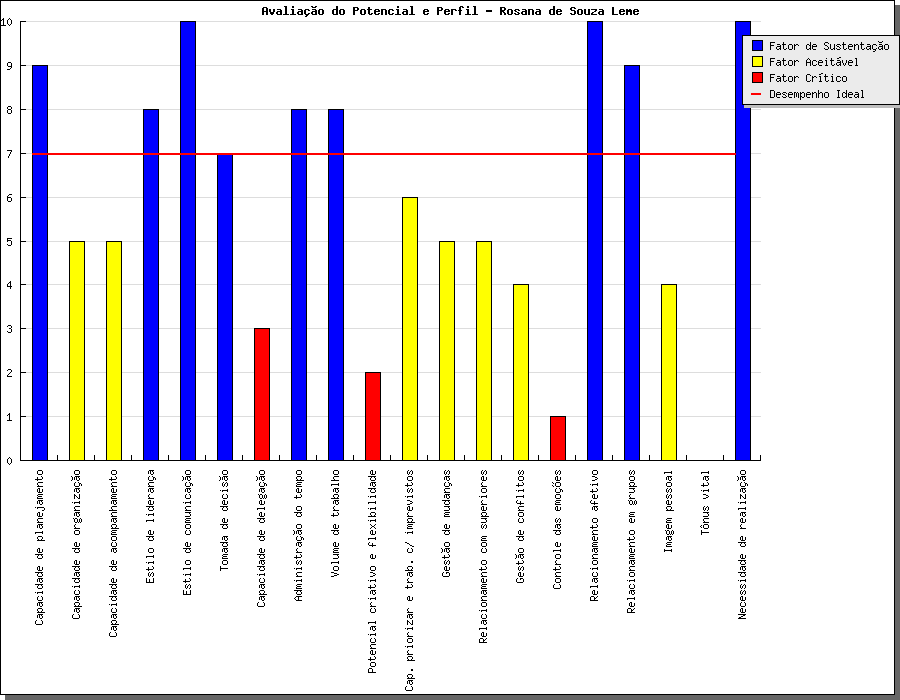 Avaliação do Potencial e Perfil - Rosana de Souza Leme
10
9
8
7
6
5
4
3
2
1
0
Fator de Sustentação
Fator Aceitável
Fator Crítico
Desempenho Ideal
Capacidade de planejamento
Capacidade de organização
Capacidade de acompanhamento
Estilo de liderança
Estilo de comunicação
Tomada de decisão
Capacidade de delegação
Administração do tempo
Volume de trabalho
Potencial criativo e flexibilidade
Cap. priorizar e trab. c/ imprevistos
Gestão de mudanças
Relacionamento com superiores
Gestão de conflitos
Controle das emoções
Relacionamento afetivo
Relacionamento em grupos
Imagem pessoal
Tônus vital
Necessidade de realização